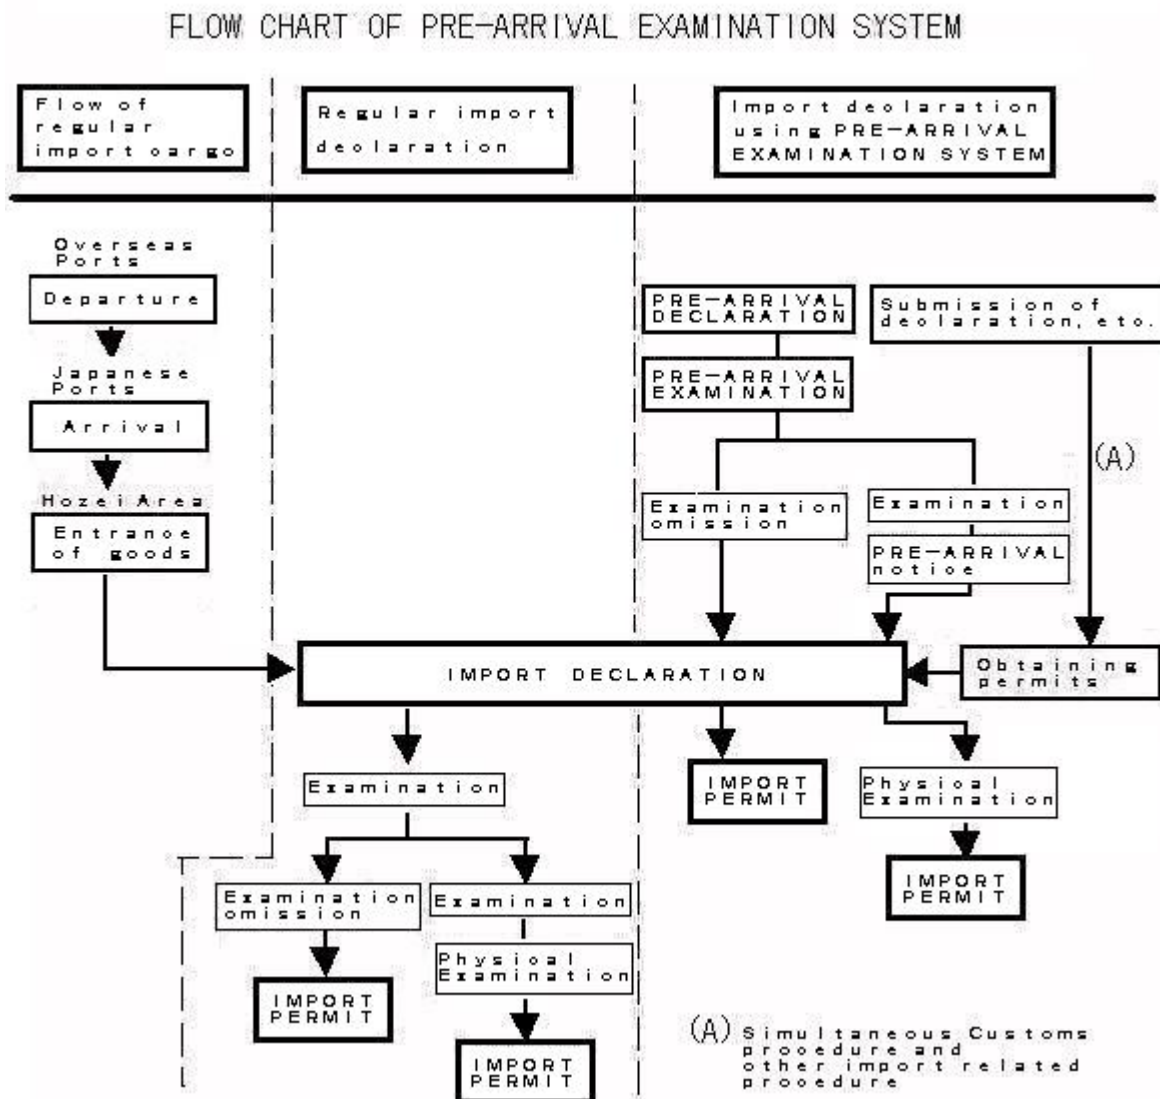 FLOW CHART OF PRE-ARRIVAL EXAMINATION SYSTEM
Flow of
regular
import cargo
Regular import
declaration
Import declaration
using PRE-ARRIVAL
EXAMINATION SYSTEM
Overseas
Ports
Departure
Japanese
Ports
Arrival
Hozei Area
Entrance
of goods
PRE-ARRIVAL
DECLARATION
Submission of
declaration, etc.
PRE-ARRIVAL
EXAMINATION
(A)
Examination
omission
Examination
PRE-ARRIVAL
notice
IMPORT DECLARATION
Obtaining
permits
Examination
IMPORT
PERMIT
Physical
Examination
IMPORT
PERMIT
Examination
omission
Examination
Physical
Examination
IMPORT
PERMIT
IMPORT
PERMIT
(A) Simultaneous Customs
procedure and
other import related
procedure